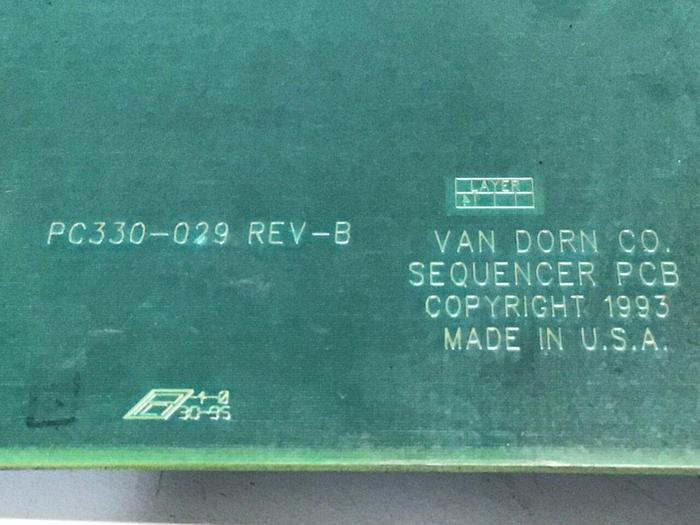 LAYER
PC330-029 REV-B
VAN DORN CO.
SEQUENCER PCB
COPYRIGHT 1993
MADE IN U.S.A.
30-95